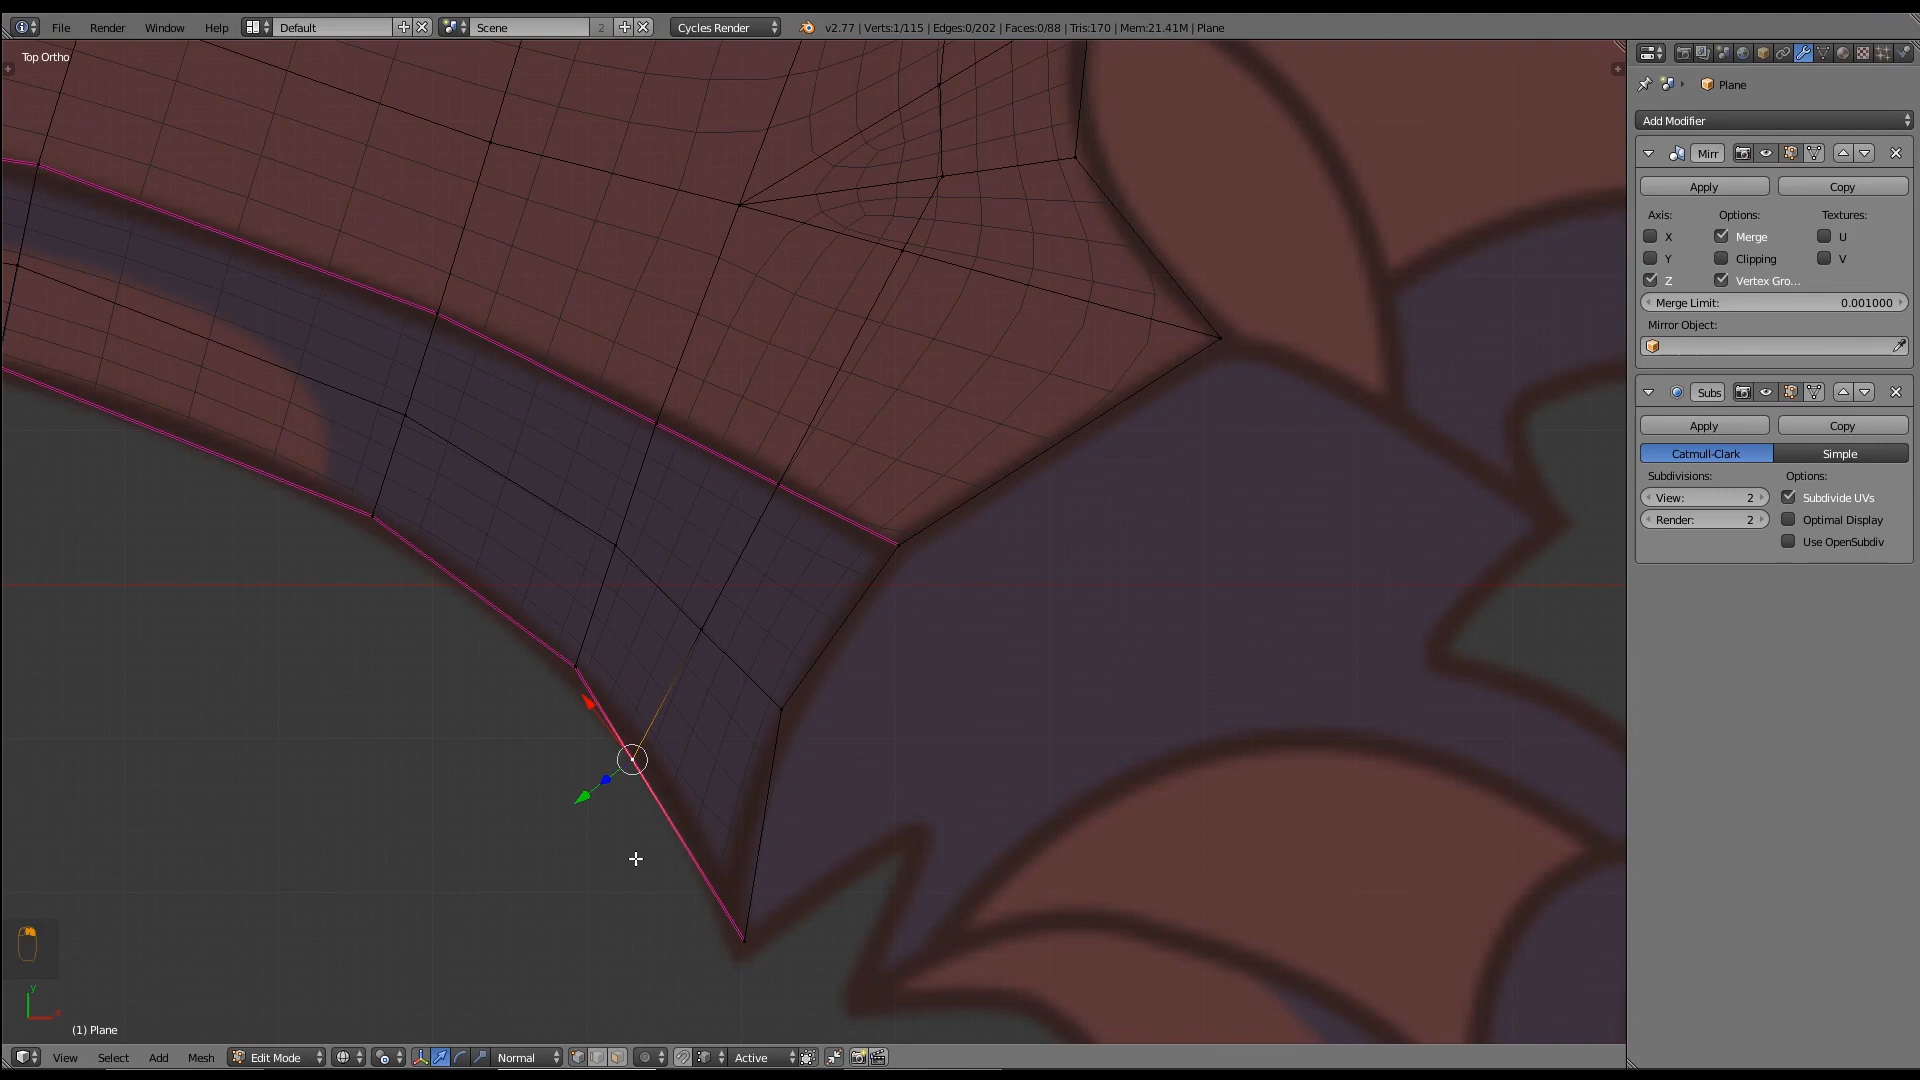 File Render Window Help Default Scene 2 Cycles Render v2.77 | Verts:1/115 | Edges:0/202 | Faces:0/88 | Tris:170 | Mem:21.41M | Plane
Top Ortho
Plane
Add Modifier
Mirr
Apply Copy
Axis: Options: Textures:
X Merge U
Y Clipping V
Z Vertex Gro...
Merge Limit: 0.001000
Mirror Object:
Subs
Apply Copy
Catmull-Clark Simple
Subdivisions: Options:
View: 2 Subdivide UVs
Render: 2 Optimal Display
Use OpenSubdiv
y
x
(1) Plane
View Select Add Mesh Edit Mode Normal Active